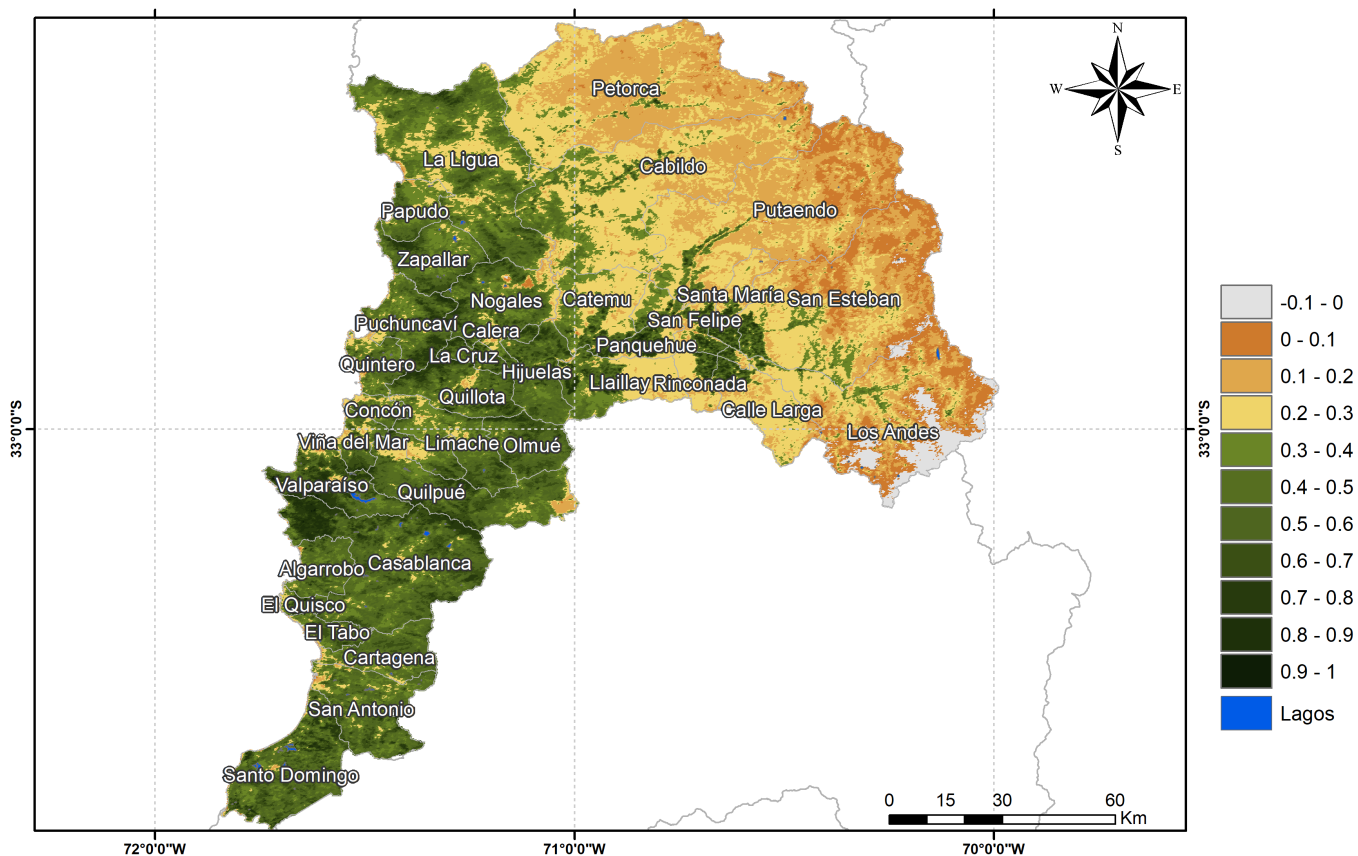 N
W E
S
Petorca
La Ligua
Cabildo
Papudo
Putaendo
Zapallar
Nogales
Catemu
Santa María
San Esteban
Puchuncaví
Calera
San Felipe
Quintero
La Cruz
Panquehue
Hijuelas
Llaillay
Rinconada
Quillota
Concón
Calle Larga
Viña del Mar
Limache
Olmué
Los Andes
Valparaíso
Quilpué
Algarrobo
Casablanca
El Quisco
El Tabo
Cartagena
San Antonio
Santo Domingo
33°0'0"S
33°0'0"S
-0.1 - 0
0 - 0.1
0.1 - 0.2
0.2 - 0.3
0.3 - 0.4
0.4 - 0.5
0.5 - 0.6
0.6 - 0.7
0.7 - 0.8
0.8 - 0.9
0.9 - 1
Lagos
0 15 30 60
Km
72°0'0"W 71°0'0"W 70°0'0"W